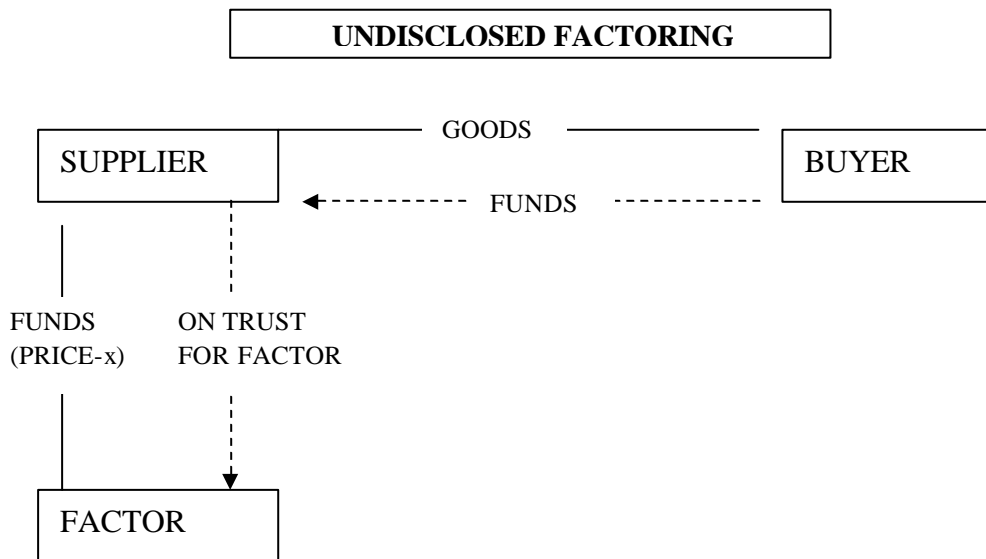 UNDISCLOSED FACTORING
GOODS
SUPPLIER
BUYER
FUNDS
FUNDS
(PRICE-x)
ON TRUST
FOR FACTOR
FACTOR